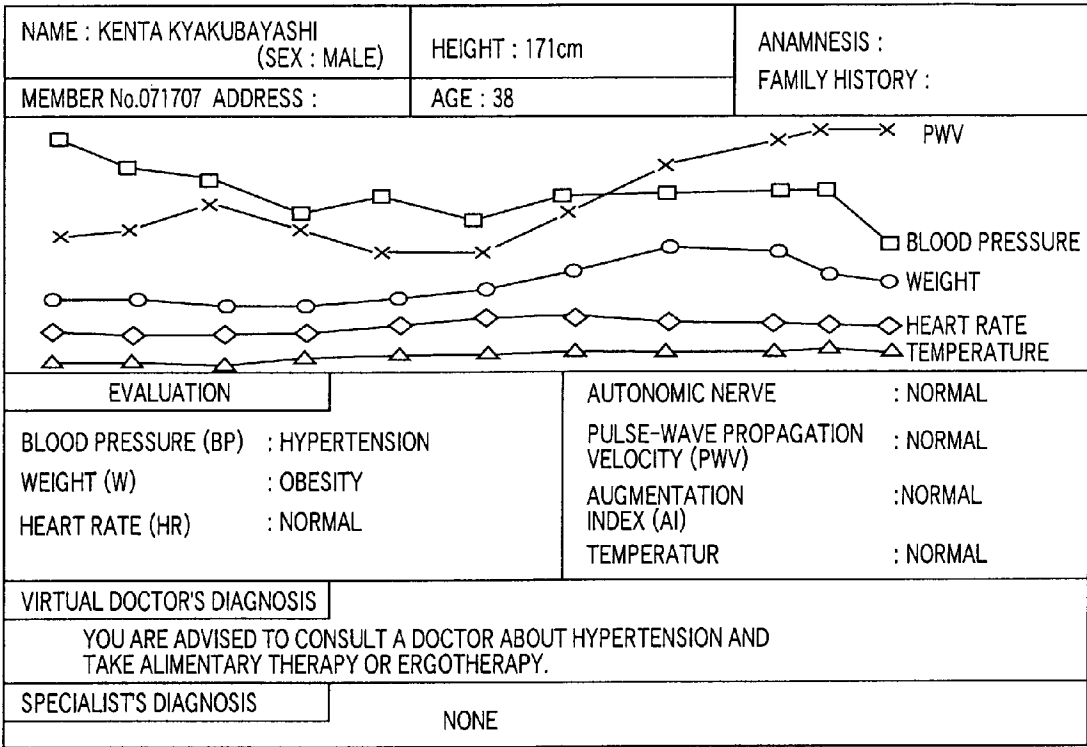 NAME : KENTA KYAKUBAYASHI
(SEX : MALE)
HEIGHT : 171cm
ANAMNESIS :
FAMILY HISTORY :
MEMBER No.071707 ADDRESS :
AGE : 38
PWV
BLOOD PRESSURE
WEIGHT
HEART RATE
TEMPERATURE
EVALUATION
BLOOD PRESSURE (BP) : HYPERTENSION
WEIGHT (W) : OBESITY
HEART RATE (HR) : NORMAL
AUTONOMIC NERVE : NORMAL
PULSE-WAVE PROPAGATION
VELOCITY (PWV) : NORMAL
AUGMENTATION
INDEX (AI) :NORMAL
TEMPERATUR : NORMAL
VIRTUAL DOCTOR'S DIAGNOSIS
YOU ARE ADVISED TO CONSULT A DOCTOR ABOUT HYPERTENSION AND
TAKE ALIMENTARY THERAPY OR ERGOTHERAPY.
SPECIALIST'S DIAGNOSIS
NONE